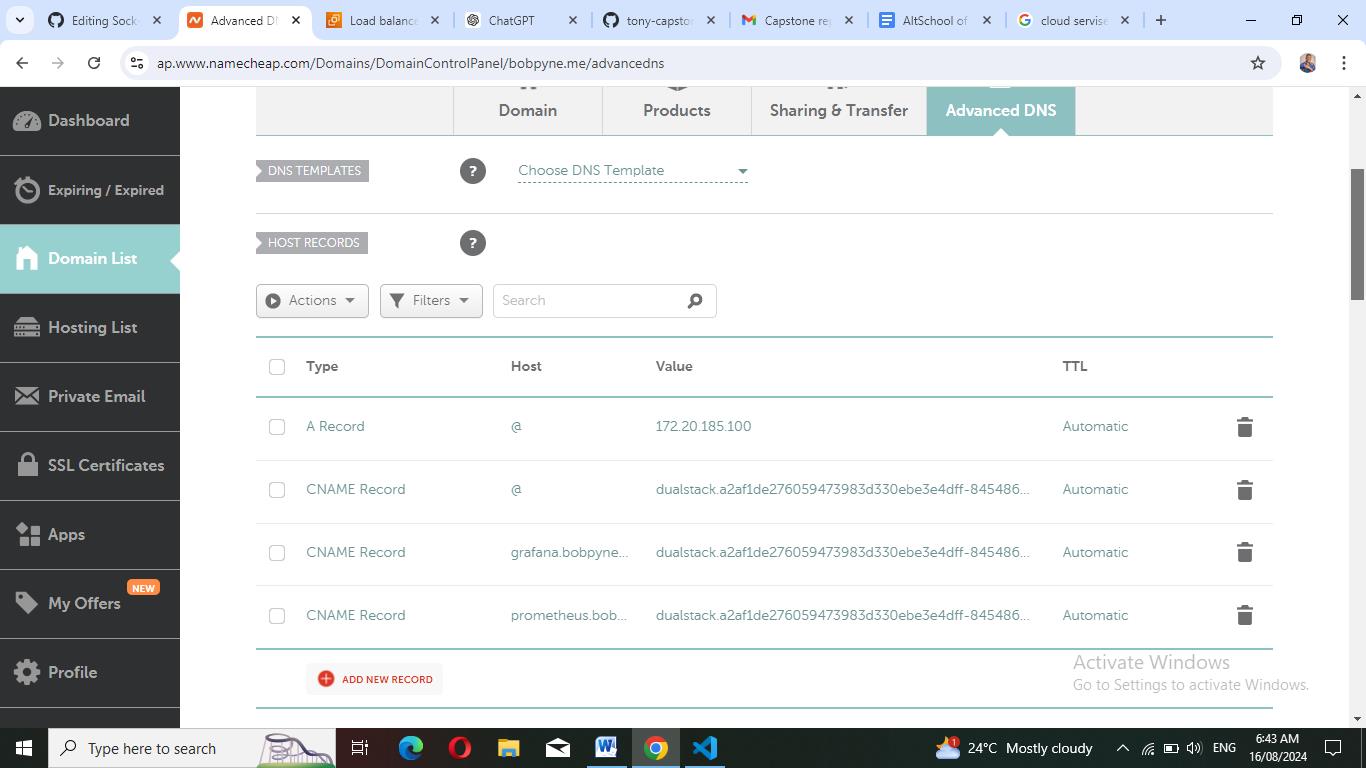 Editing Sock-
Advanced D
Load balance
ChatGPT
tony-capsto
Capstone re
AltSchool of
cloud servise
ap.www.namecheap.com/Domains/DomainControlPanel/bobpyne.me/advancedns
Dashboard
Expiring / Expired
Domain List
Hosting List
Private Email
SSL Certificates
Apps
NEW
My Offers
Profile
Domain
Products
Sharing & Transfer
Advanced DNS
DNS TEMPLATES
?
Choose DNS Template
HOST RECORDS
?
Actions
Filters
Search
Type Host Value TTL
A Record @ 172.20.185.100 Automatic
CNAME Record @ dualstack.a2af1de276059473983d330ebe3e4dff-845486... Automatic
CNAME Record grafana.bobpyne... dualstack.a2af1de276059473983d330ebe3e4dff-845486... Automatic
CNAME Record prometheus.bob... dualstack.a2af1de276059473983d330ebe3e4dff-845486... Automatic
ADD NEW RECORD
Activate Windows
Go to Settings to activate Windows.
Type here to search
1
24°C Mostly cloudy
ENG
6:43 AM
16/08/2024